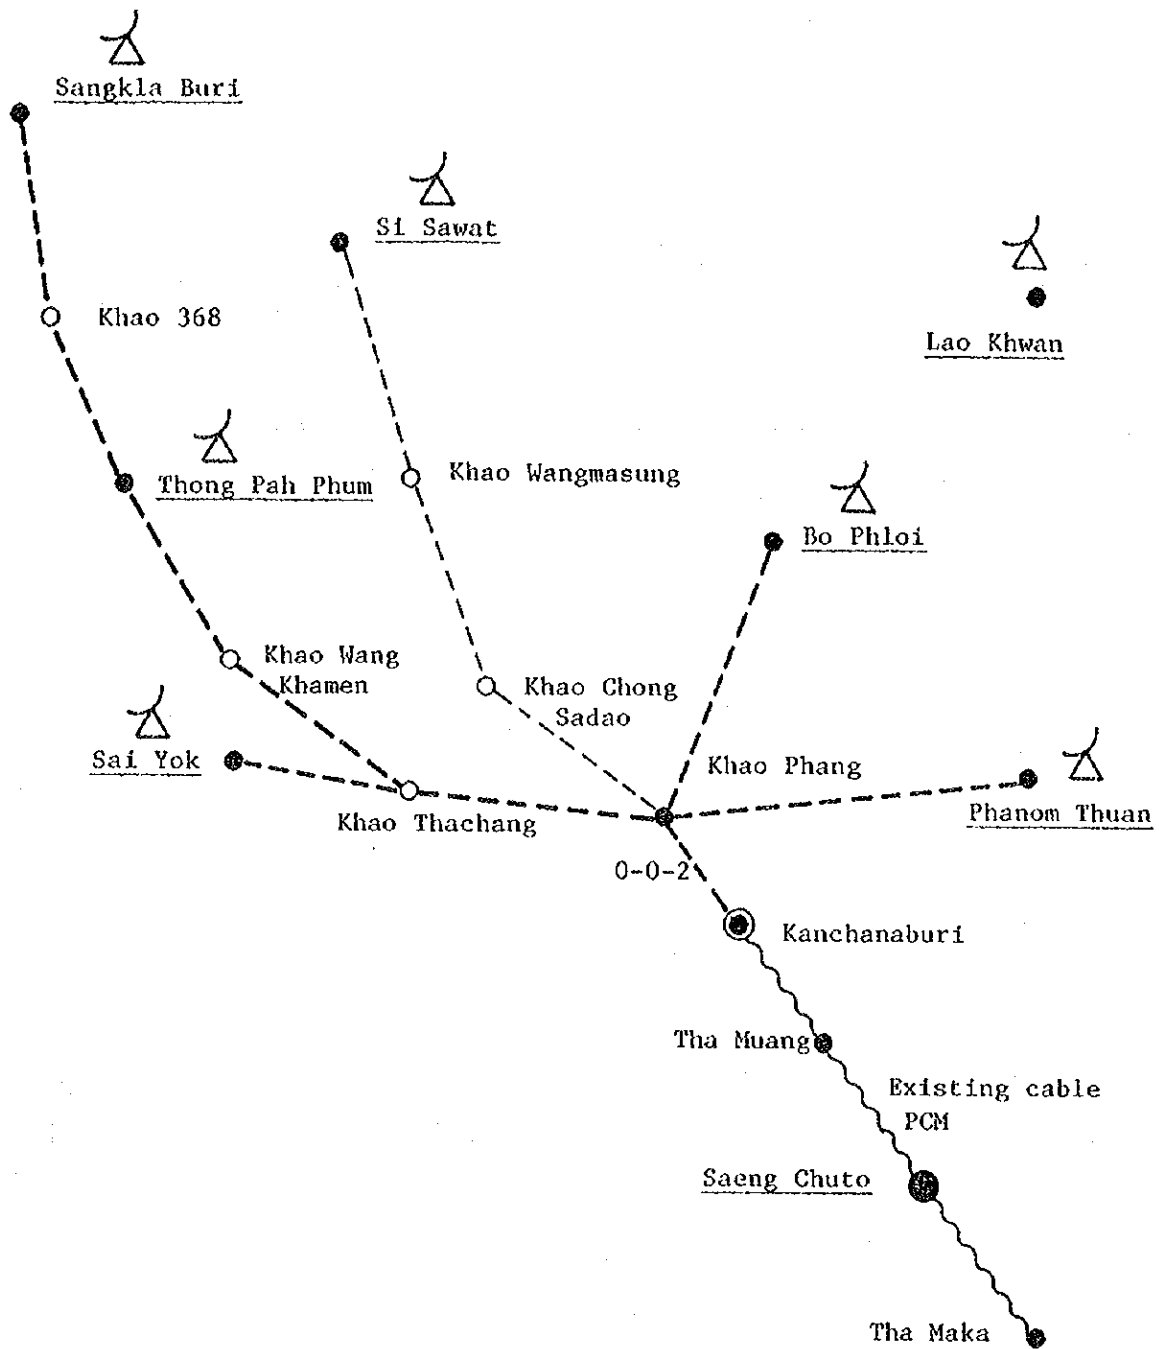 Sangkla Buri
Si Sawat
Khao 368
Lao Khwan
Khao Wangmasung
Thong Pah Phum
Bo Phloi
Khao Wang
Khamen
Khao Chong
Sadao
Sai Yok
Khao Phang
Khao Thachang
Phanom Thuan
0-0-2
Kanchanaburi
Tha Muang
Existing cable
PCM
Saeng Chuto
Tha Maka